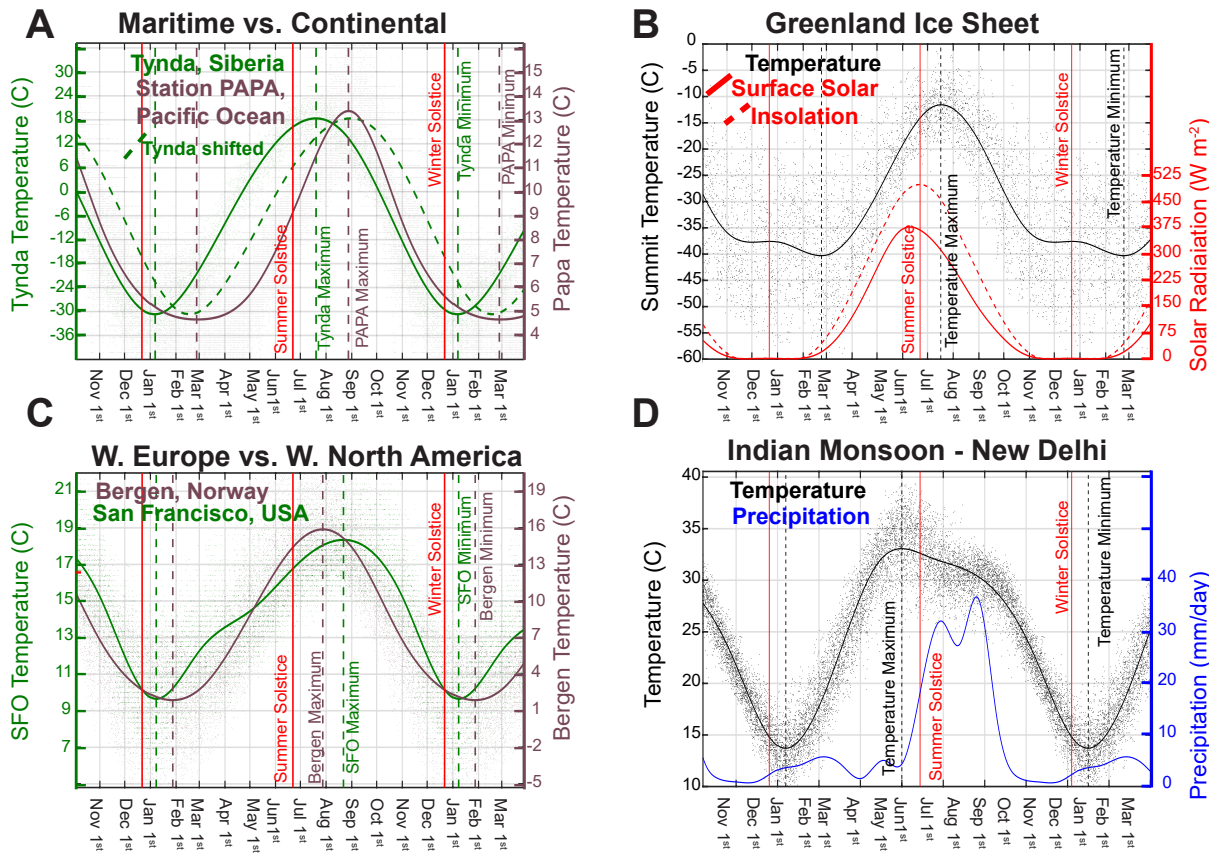 A
Maritime vs. Continental
Tynda, Siberia
Station PAPA,
Pacific Ocean
Tynda shifted
Tynda Temperature (C)
30
24
18
12
6
0
-6
-12
-18
-24
-30
-36
Papa Temperature (C)
15
14
13
12
11
10
9
8
7
6
5
4
Summer Solstice
Tynda Maximum
PAPA Maximum
Winter Solstice
Tynda Minimum
PAPA Minimum
Nov 1st
Dec 1st
Jan 1st
Feb 1st
Mar 1st
Apr 1st
May 1st
Jun1st
Jul 1st
Aug 1st
Sep 1st
Oct 1st
Nov 1st
Dec 1st
Jan 1st
Feb 1st
Mar 1st
B
Greenland Ice Sheet
Temperature
Surface Solar
Insolation
Summit Temperature (C)
0
-5
-10
-15
-20
-25
-30
-35
-40
-45
-50
-55
-60
Solar Radiaiation (W m-2)
525
450
375
300
225
150
75
0
Summer Solstice
Temperature Maximum
Winter Solstice
Temperature Minimum
Nov 1st
Dec 1st
Jan 1st
Feb 1st
Mar 1st
Apr 1st
May 1st
Jun 1st
Jul 1st
Aug 1st
Sep 1st
Oct 1st
Nov 1st
Dec 1st
Jan 1st
Feb 1st
Mar 1st
C
W. Europe vs. W. North America
Bergen, Norway
San Francisco, USA
SFO Temperature (C)
21
19
17
15
13
11
9
7
Bergen Temperature (C)
19
16
13
10
7
4
1
-2
-5
Summer Solstice
Bergen Maximum
SFO Maximum
Winter Solstice
SFO Minimum
Bergen Minimum
Nov 1st
Dec 1st
Jan 1st
Feb 1st
Mar 1st
Apr 1st
May 1st
Jun1st
Jul 1st
Aug 1st
Sep 1st
Oct 1st
Nov 1st
Dec 1st
Jan 1st
Feb 1st
Mar 1st
D
Indian Monsoon - New Delhi
Temperature
Precipitation
Temperature (C)
40
35
30
25
20
15
10
Precipitation (mm/day)
40
30
20
10
0
Temperature Maximum
Summer Solstice
Winter Solstice
Temperature Minimum
Nov 1st
Dec 1st
Jan 1st
Feb 1st
Mar 1st
Apr 1st
May 1st
Jun1st
Jul 1st
Aug 1st
Sep 1st
Oct 1st
Nov 1st
Dec 1st
Jan 1st
Feb 1st
Mar 1st